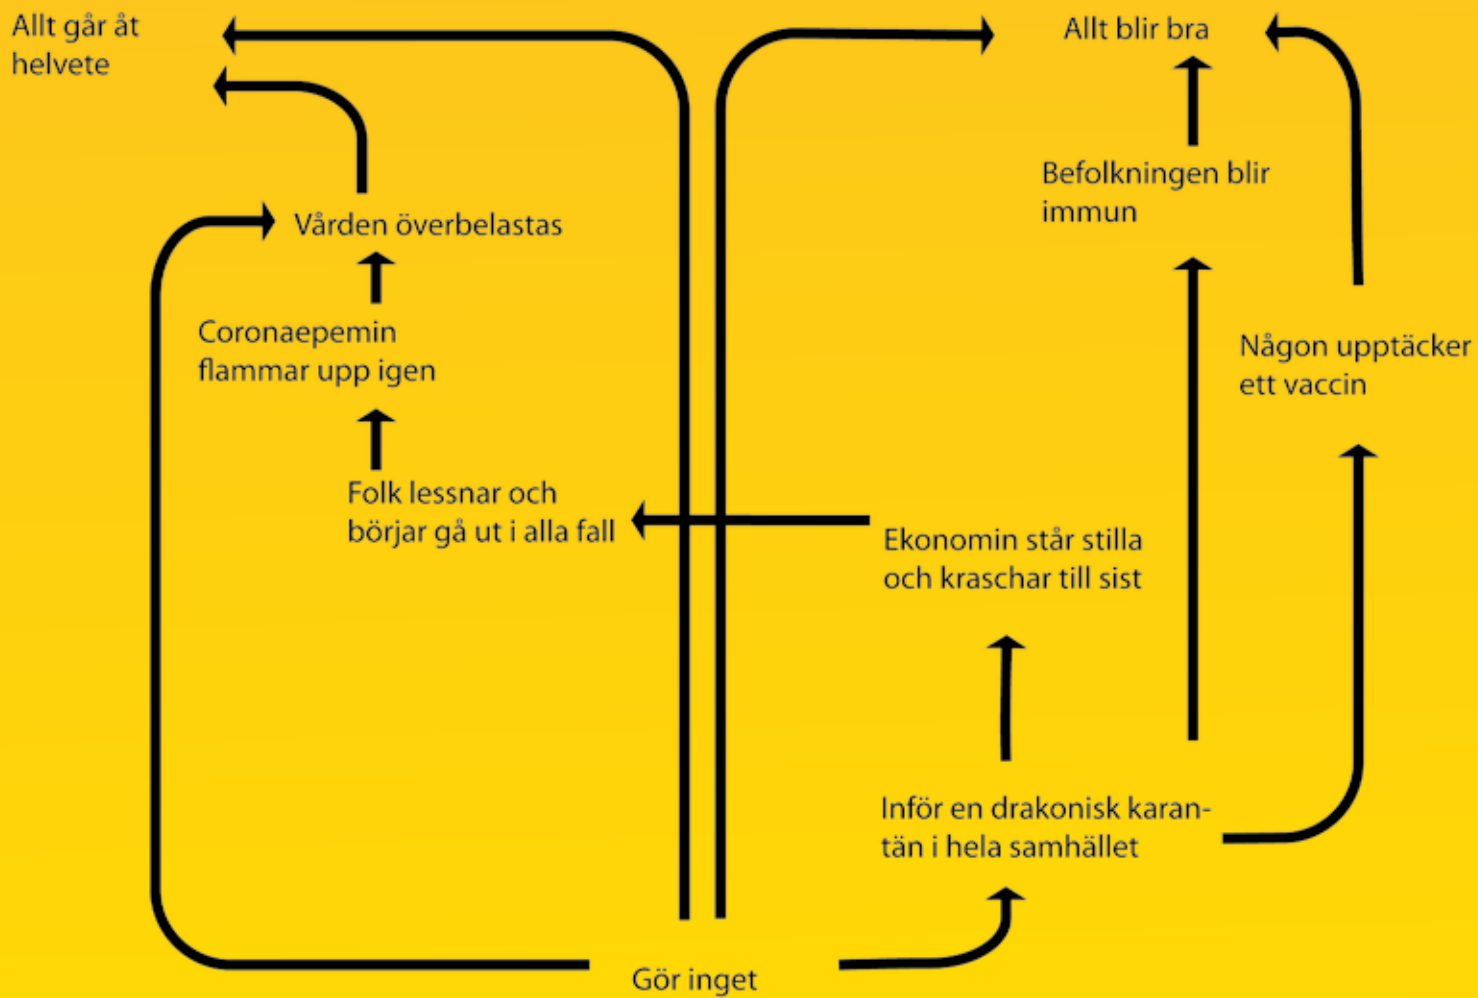 Allt går åt
helvete
Allt blir bra
Befolkningen blir
immun
Vården överbelastas
Coronaepemin
flammar upp igen
Någon upptäcker
ett vaccin
Folk lessnar och
börjar gå ut i alla fall
Ekonomin står stilla
och kraschar till sist
Inför en drakonisk karan-
tän i hela samhället
Gör inget